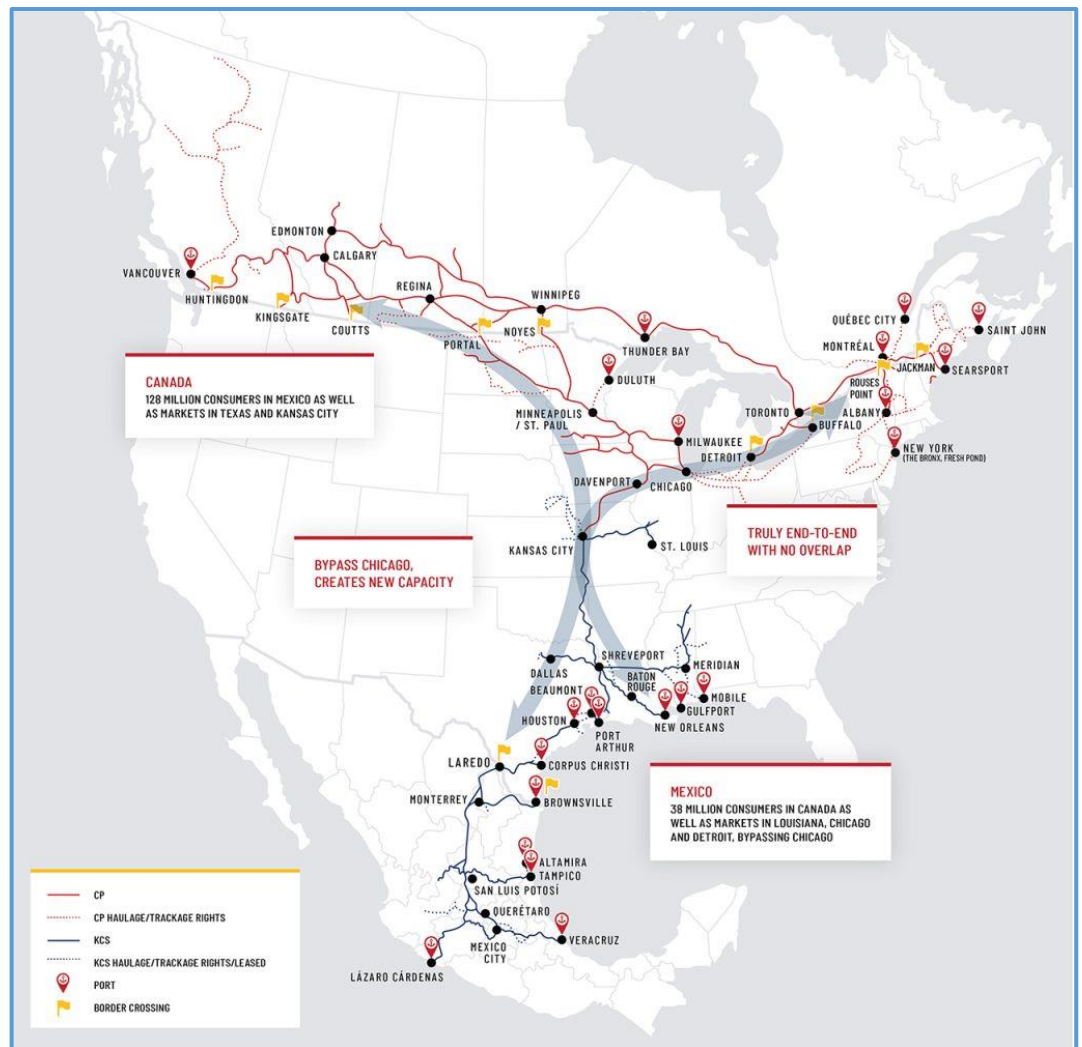 EDMONTON
CALGARY
VANCOUVER
HUNTINGDON
KINGSGATE
COUTTS
REGINA
PORTAL
WINNIPEG
NOYES
THUNDER BAY
DULUTH
MINNEAPOLIS
/ ST. PAUL
MILWAUKEE
DAVENPORT
CHICAGO
DETROIT
TORONTO
BUFFALO
QUÉBEC CITY
MONTRÉAL
ROUSES
POINT
JACKMAN
SAINT JOHN
SEARSPORT
ALBANY
NEW YORK
(THE BRONX, FRESH POND)
CANADA
128 MILLION CONSUMERS IN MEXICO AS WELL
AS MARKETS IN TEXAS AND KANSAS CITY
BYPASS CHICAGO,
CREATES NEW CAPACITY
TRULY END-TO-END
WITH NO OVERLAP
KANSAS CITY
ST. LOUIS
SHREVEPORT
MERIDIAN
DALLAS
BATON
ROUGE
BEAUMONT
MOBILE
GULFPORT
NEW ORLEANS
HOUSTON
PORT
ARTHUR
LAREDO
CORPUS CHRISTI
MONTERREY
BROWNSVILLE
MEXICO
38 MILLION CONSUMERS IN CANADA AS
WELL AS MARKETS IN LOUISIANA, CHICAGO
AND DETROIT, BYPASSING CHICAGO
ALTAMIRA
TAMPICO
SAN LUIS POTOSÍ
QUERÉTARO
MEXICO
CITY
VERACRUZ
LÁZARO CÁRDENAS
CP
CP HAULAGE/TRACKAGE RIGHTS
KCS
KCS HAULAGE/TRACKAGE RIGHTS/LEASED
PORT
BORDER CROSSING